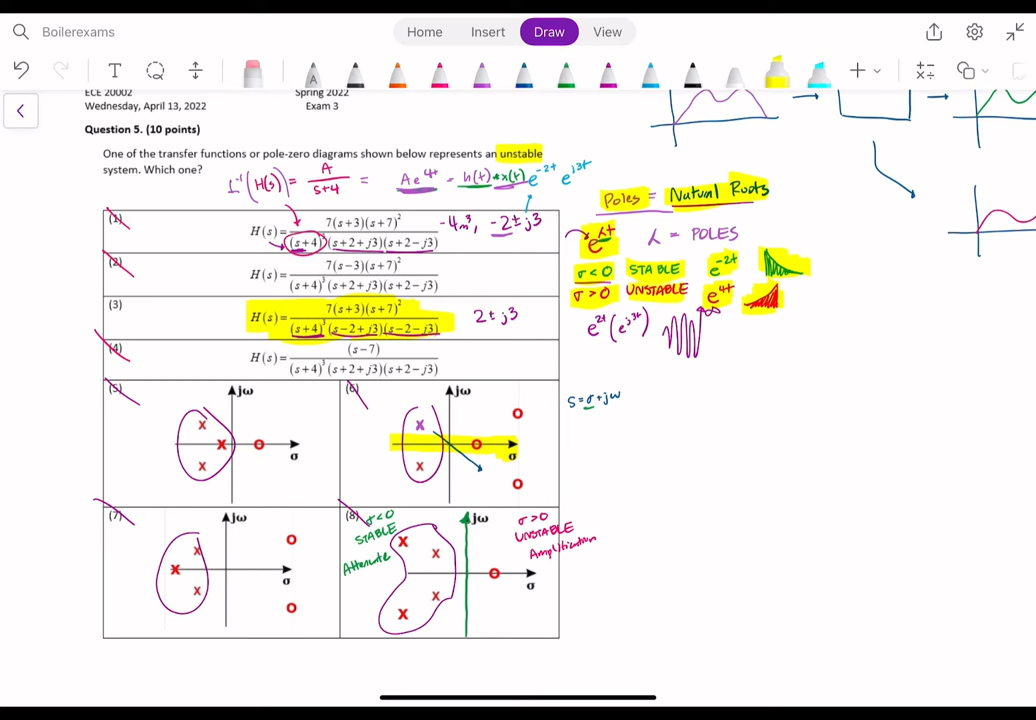 Boilerexams
Home Insert Draw View
ECE 20002 Spring 2022
Wednesday, April 13, 2022 Exam 3
Question 5. (10 points)
One of the transfer functions or pole-zero diagrams shown below represents an unstable
system. Which one?
L⁻¹(H(s)) = A/(s+4) = Ae^4t = h(t) * x(t) e^-2t e^j3t
(1) H(s)= 7(s+3)(s+7)² / (s+4)³(s+2+j3)(s+2−j3) -4m³, -2±j3
(2) H(s)= 7(s−3)(s+7)² / (s+4)³(s+2+j3)(s+2−j3)
(3) H(s)= 7(s+3)(s+7)² / (s+4)³(s−2+j3)(s−2−j3) 2±j3
(4) H(s)= (s−7) / (s+4)³(s+2+j3)(s+2−j3)
(5) jω
σ
(6) jω
σ
(7) jω
σ
(8) jω
σ
σ<0
STABLE
Attenuate
σ>0
UNSTABLE
Amplification
Poles = Natural Roots
e^λt λ = POLES
σ<0 STABLE e^-2t
σ>0 UNSTABLE e^4t
e^2t(e^j3t) ∞
s=σ+jω